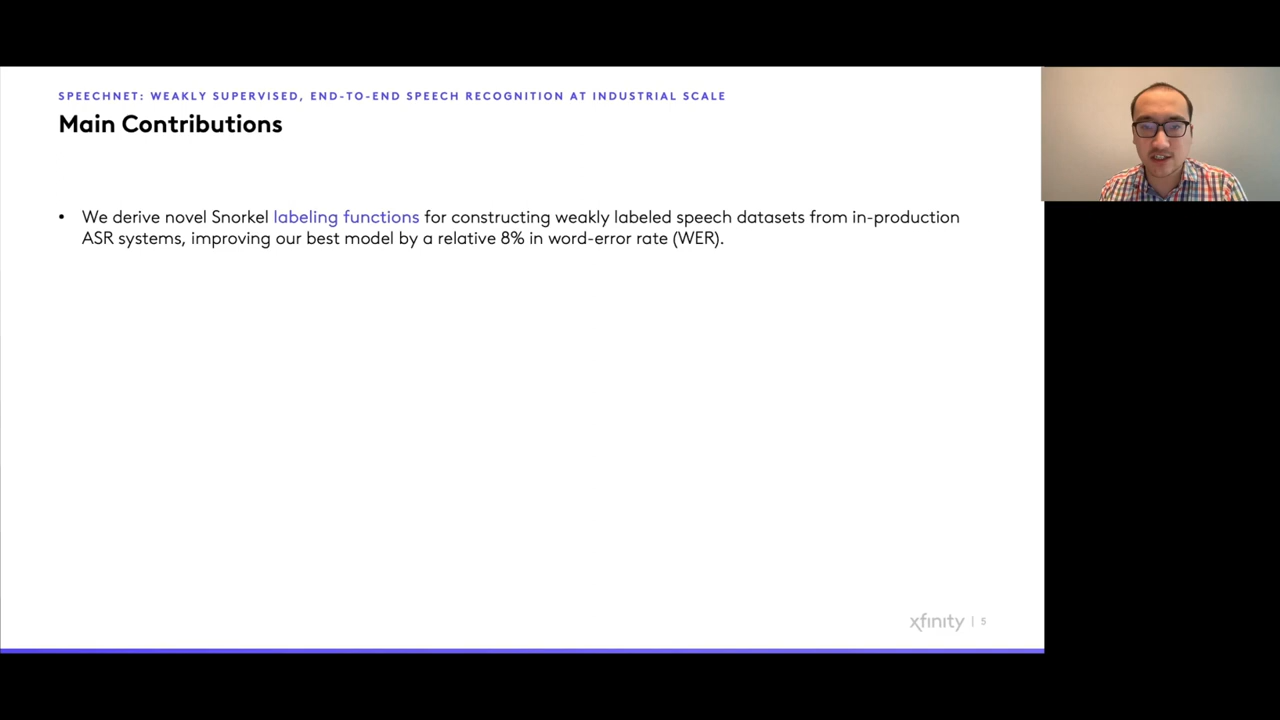 SPEECHNET: WEAKLY SUPERVISED, END-TO-END SPEECH RECOGNITION AT INDUSTRIAL SCALE
Main Contributions
• We derive novel Snorkel labeling functions for constructing weakly labeled speech datasets from in-production
ASR systems, improving our best model by a relative 8% in word-error rate (WER).
xfinity | 5